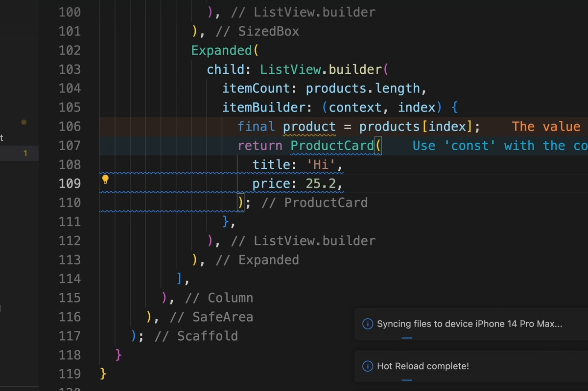 100 ), // ListView.builder
101 ), // SizedBox
102 Expanded(
103 child: ListView.builder(
104 itemCount: products.length,
105 itemBuilder: (context, index) {
106 final product = products[index]; The value
107 return ProductCard( Use 'const' with the co
108 title: 'Hi',
109 price: 25.2,
110 ); // ProductCard
111 },
112 ), // ListView.builder
113 ), // Expanded
114 ],
115 ), // Column
116 ), // SafeArea
117 ); // Scaffold
118 }
119 }
t
1
Syncing files to device iPhone 14 Pro Max...
Hot Reload complete!